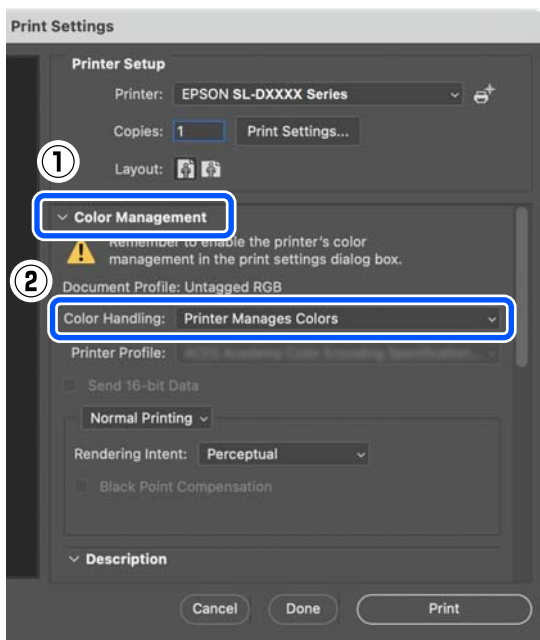 Print Settings
Printer Setup
Printer: EPSON SL-DXXXX Series
Copies: 1 Print Settings...
①
Layout:
Color Management
Remember to enable the printer's color
management in the print settings dialog box.
②
Document Profile: Untagged RGB
Color Handling: Printer Manages Colors
Printer Profile:
Send 16-bit Data
Normal Printing
Rendering Intent: Perceptual
Black Point Compensation
Description
Cancel Done Print